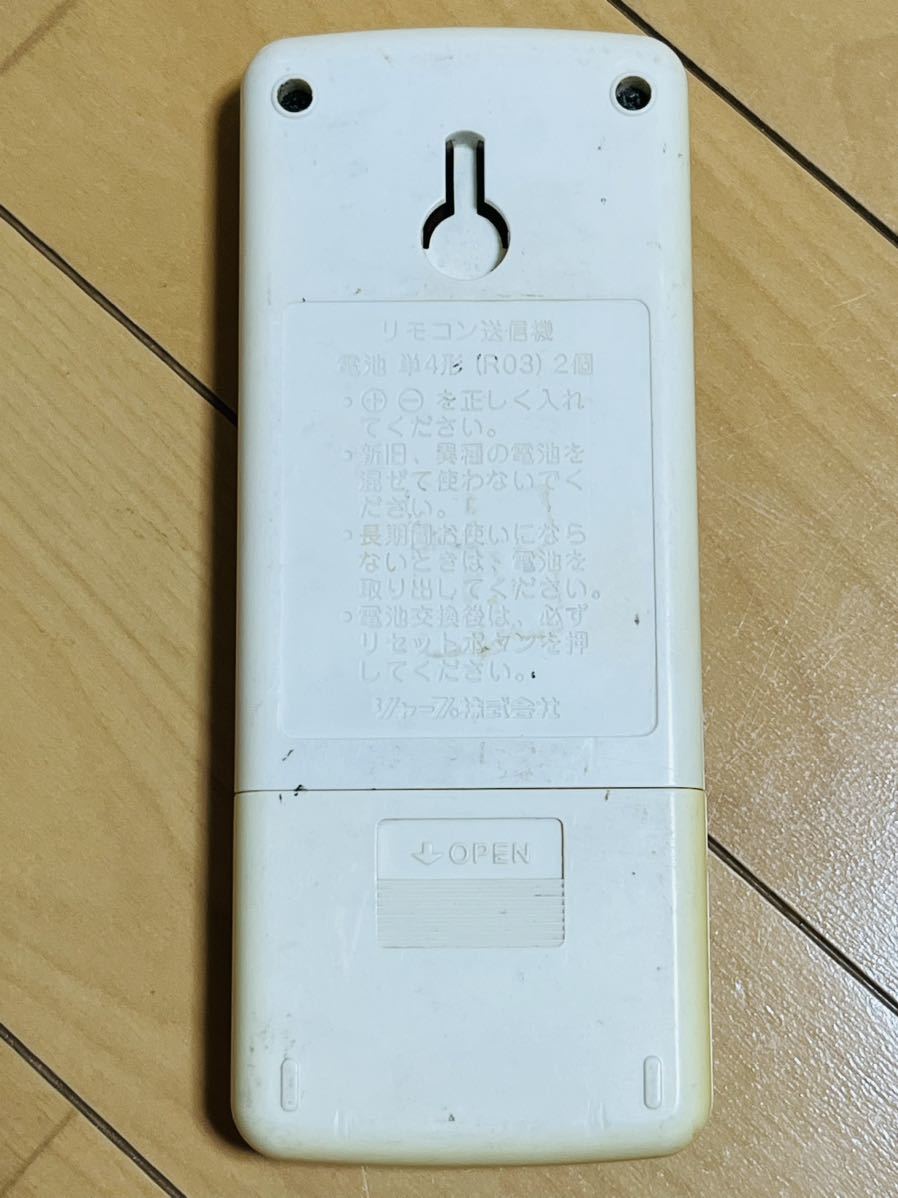 リモコン送信機
電池 単4形 (R03) 2個
⊕ ⊖ を正しく入れ
てください。
新旧、異種の電池を
混ぜて使わないでく
ださい。
長期間お使いになら
ないときは、電池を
取り出してください。
電池交換後は、必ず
リセットボタンを押
してください。
シャープ株式会社
OPEN